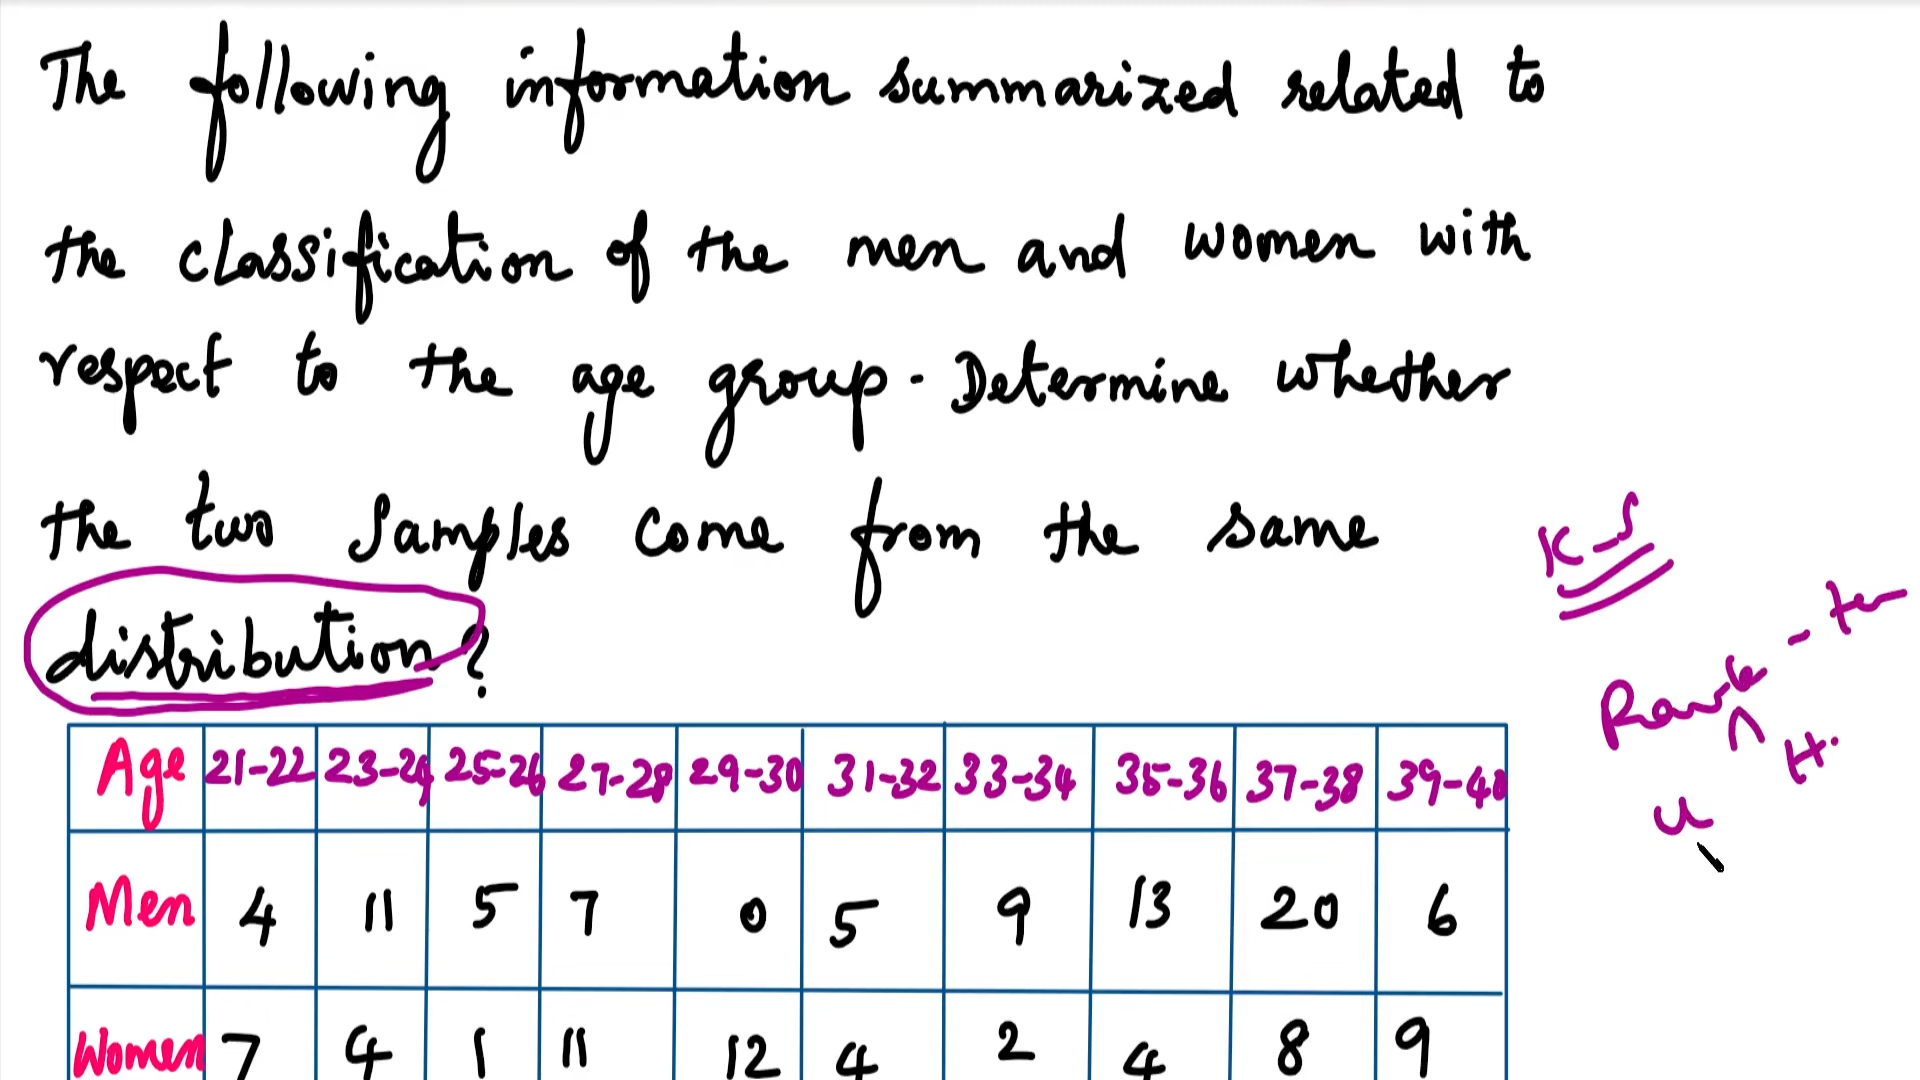 The following information summarized related to
the classification of the men and women with
respect to the age group. Determine whether
the two samples come from the same
distribution?
K-S
Rank - ter
H.
u
Age 21-22 23-24 25-26 27-28 29-30 31-32 33-34 35-36 37-38 39-40
Men 4 11 5 7 0 5 9 13 20 6
Women 7 4 1 11 12 4 2 4 8 9